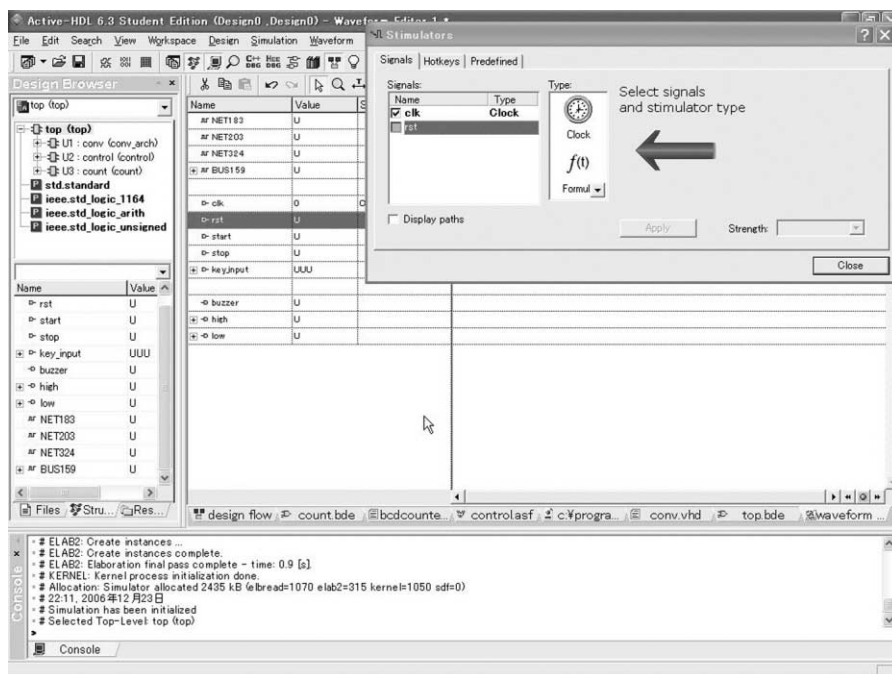 Active-HDL 6.3 Student Edition (Design0 ,Design0) - Waveform Editor 1 *
File Edit Search View Workspace Design Simulation Waveform
Stimulators
Signals Hotkeys Predefined
Signals:
Name Type
clk Clock
rst
Display paths
Type:
Clock
f(t)
Formul
Select signals
and stimulator type
Apply
Strength:
Close
Design Browser
top (top)
top (top)
U1 : conv (conv_arch)
U2 : control (control)
U3 : count (count)
std.standard
ieee.std_logic_1164
ieee.std_logic_arith
ieee.std_logic_unsigned
Name Value
rst U
start U
stop U
key_input UUU
buzzer U
high U
low U
NET183 U
NET203 U
NET324 U
BUS159 U
Files Stru... Res...
Name Value S
NET183 U
NET203 U
NET324 U
BUS159 U
clk 0
rst U
start U
stop U
key_input UUU
buzzer U
high U
low U
design flow count.bde bcdcounte... control.asf c:¥progra... conv.vhd top.bde waveform ...
# ELAB2: Create instances ...
# ELAB2: Create instances complete.
# ELAB2: Elaboration final pass complete - time: 0.9 [s].
# KERNEL: Kernel process initialization done.
# Allocation: Simulator allocated 2435 kB (elbread=1070 elab2=315 kernel=1050 sdf=0)
# 22:11, 2006年12月23日
# Simulation has been initialized
# Selected Top-Level: top (top)
>
Console
Console